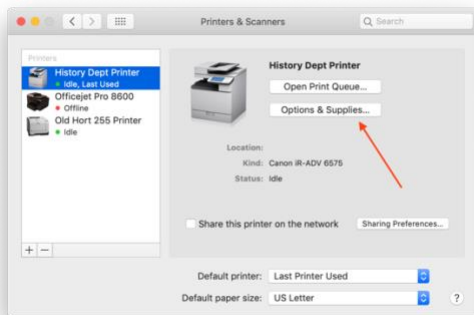 Printers & Scanners
Search
Printers
History Dept Printer
Idle, Last Used
Officejet Pro 8600
Offline
Old Hort 255 Printer
Idle
+ −
History Dept Printer
Open Print Queue...
Options & Supplies...
Location:
Kind: Canon iR-ADV 6575
Status: Idle
Share this printer on the network
Sharing Preferences...
Default printer: Last Printer Used
Default paper size: US Letter
?